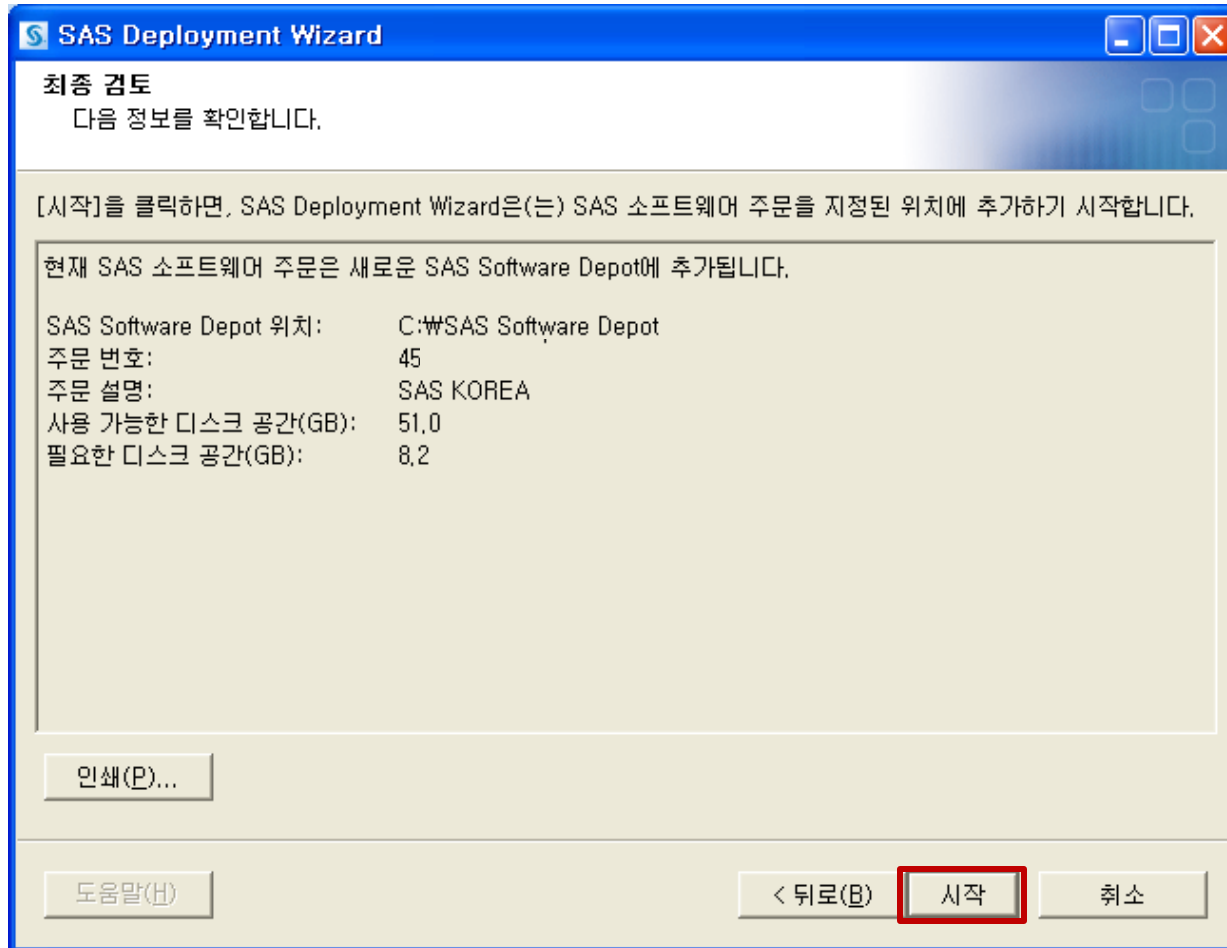 SAS Deployment Wizard
최종 검토
다음 정보를 확인합니다.
[시작]을 클릭하면, SAS Deployment Wizard은(는) SAS 소프트웨어 주문을 지정된 위치에 추가하기 시작합니다.
현재 SAS 소프트웨어 주문은 새로운 SAS Software Depot에 추가됩니다.
SAS Software Depot 위치: C:₩SAS Software Depot
주문 번호: 45
주문 설명: SAS KOREA
사용 가능한 디스크 공간(GB): 51.0
필요한 디스크 공간(GB): 8.2
인쇄(P)...
도움말(H) < 뒤로(B) 시작 취소